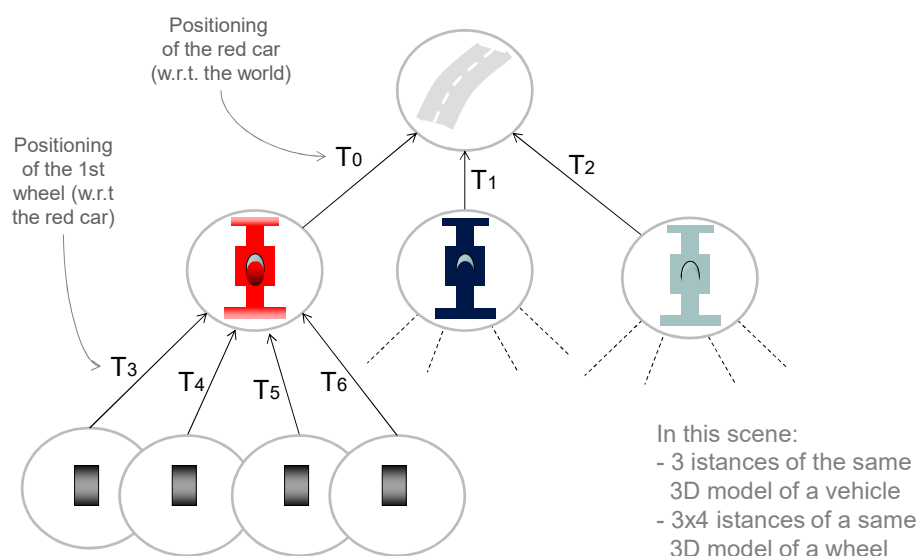 Positioning
of the red car
(w.r.t. the world)
T0
T1
T2
Positioning
of the 1st
wheel (w.r.t
the red car)
T3
T4
T5
T6
In this scene:
- 3 istances of the same
3D model of a vehicle
- 3x4 istances of a same
3D model of a wheel